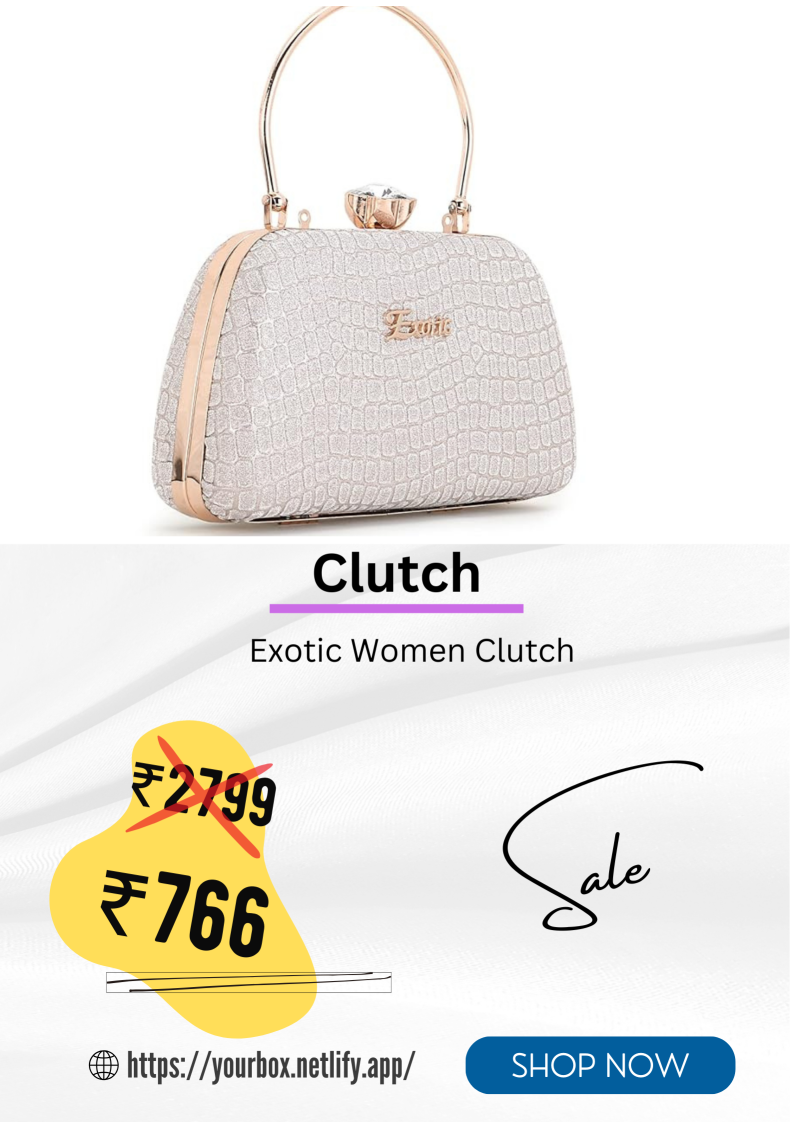 Exotic
Clutch
Exotic Women Clutch
₹2799
₹766
Sale
https://yourbox.netlify.app/
SHOP NOW